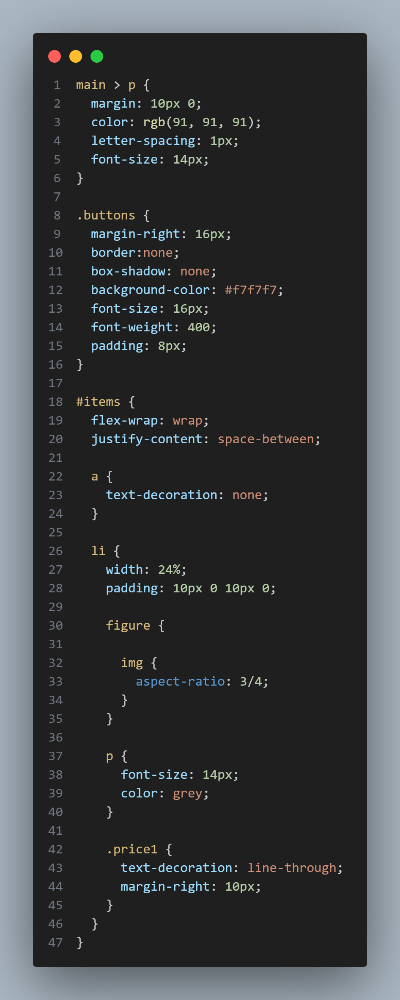 1 main > p {
2   margin: 10px 0;
3   color: rgb(91, 91, 91);
4   letter-spacing: 1px;
5   font-size: 14px;
6 }
7
8 .buttons {
9   margin-right: 16px;
10   border:none;
11   box-shadow: none;
12   background-color: #f7f7f7;
13   font-size: 16px;
14   font-weight: 400;
15   padding: 8px;
16 }
17
18 #items {
19   flex-wrap: wrap;
20   justify-content: space-between;
21
22   a {
23     text-decoration: none;
24   }
25
26   li {
27     width: 24%;
28     padding: 10px 0 10px 0;
29
30     figure {
31
32       img {
33         aspect-ratio: 3/4;
34       }
35     }
36
37     p {
38       font-size: 14px;
39       color: grey;
40     }
41
42     .price1 {
43       text-decoration: line-through;
44       margin-right: 10px;
45     }
46   }
47 }